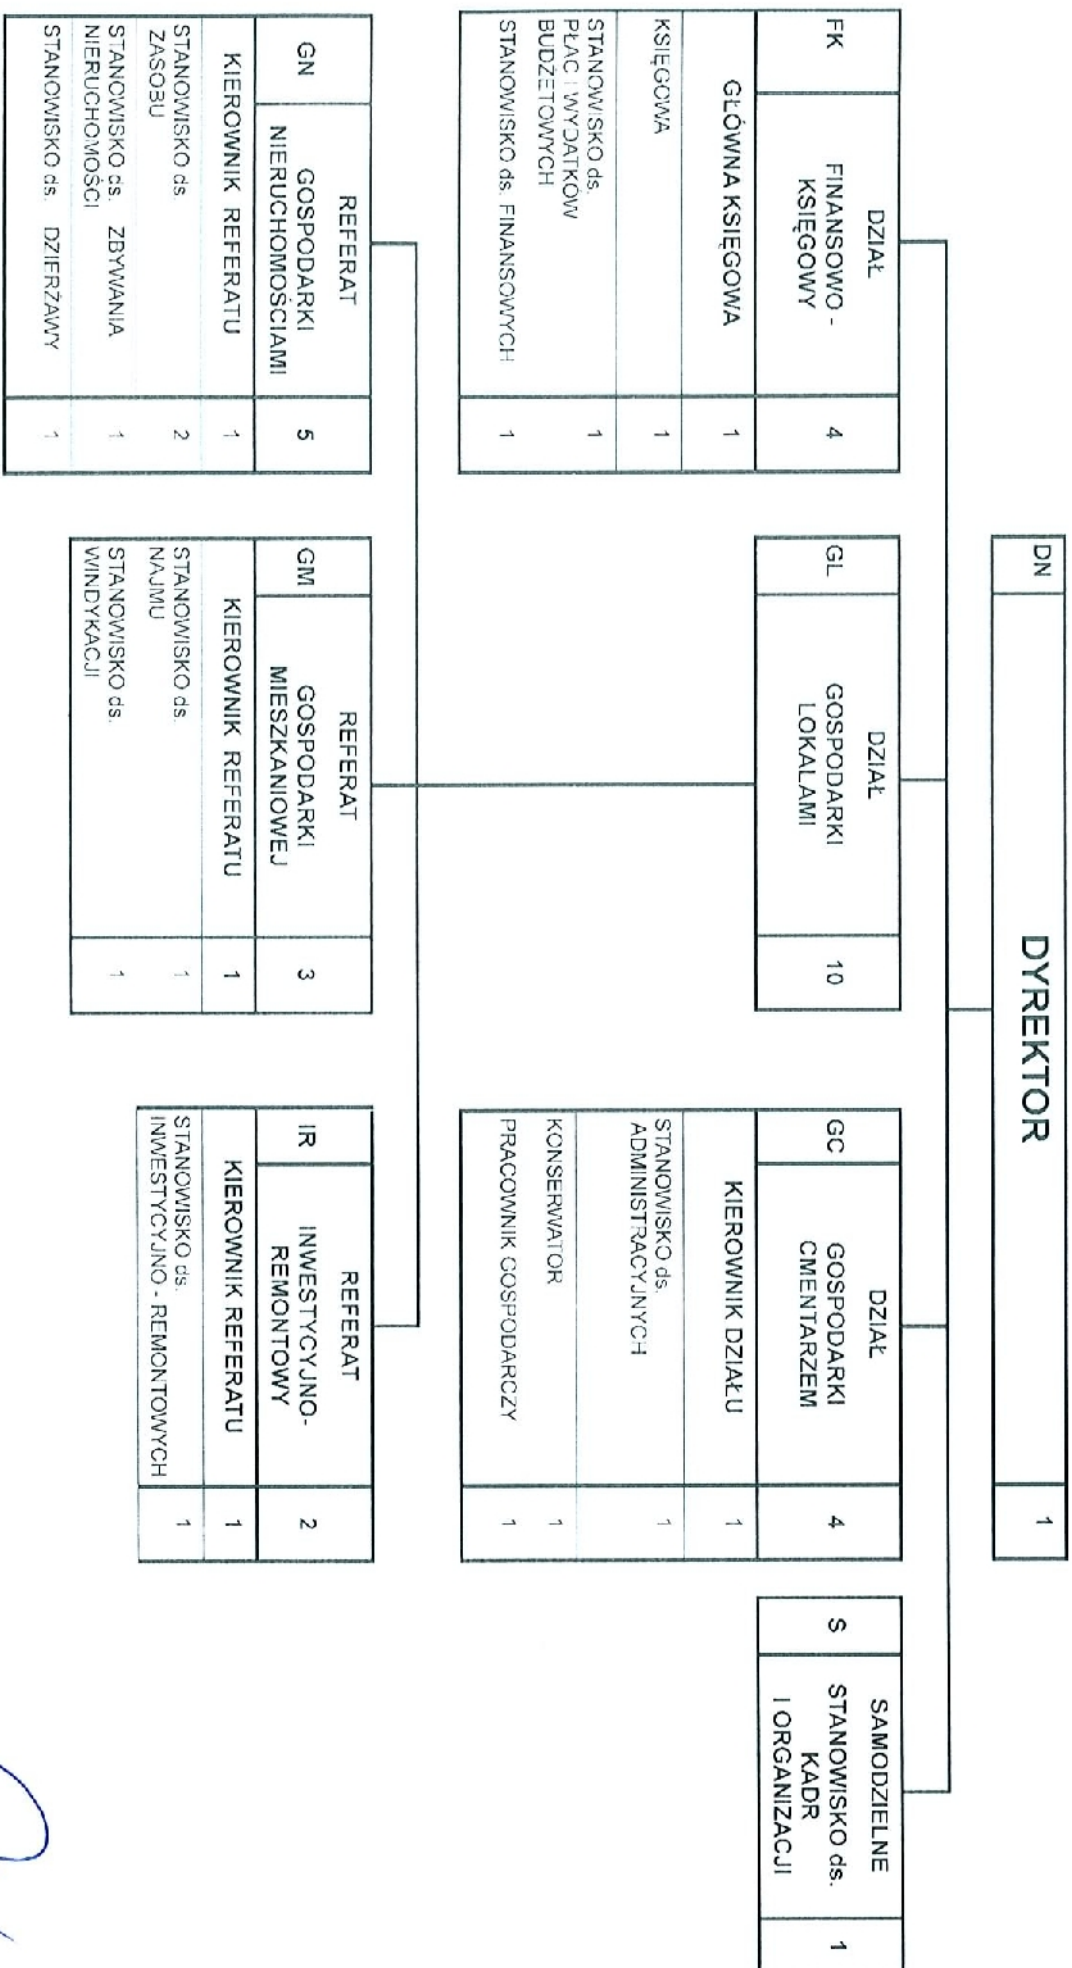 DN
DYREKTOR
1
FK
DZIAŁ
FINANSOWO -
KSIĘGOWY
4
GŁÓWNA KSIĘGOWA
1
KSIĘGOWA
1
STANOWISKO ds.
PŁAC I WYDATKÓW
BUDŻETOWYCH
1
STANOWISKO ds. FINANSOWYCH
1
GL
DZIAŁ
GOSPODARKI
LOKALAMI
10
GC
DZIAŁ
GOSPODARKI
CMENTARZEM
4
KIEROWNIK DZIAŁU
1
STANOWISKO ds.
ADMINISTRACYJNYCH
1
KONSERWATOR
1
PRACOWNIK GOSPODARCZY
1
S
SAMODZIELNE
STANOWISKO ds.
KADR
I ORGANIZACJI
1
GN
REFERAT
GOSPODARKI
NIERUCHOMOŚCIAMI
5
KIEROWNIK REFERATU
1
STANOWISKO ds.
ZASOBU
2
STANOWISKO ds. ZBYWANIA
NIERUCHOMOŚCI
1
STANOWISKO ds. DZIERŻAWY
1
GM
REFERAT
GOSPODARKI
MIESZKANIOWEJ
3
KIEROWNIK REFERATU
1
STANOWISKO ds.
NAJMU
1
STANOWISKO ds.
WINDYKACJI
1
IR
REFERAT
INWESTYCYJNO-
REMONTOWY
2
KIEROWNIK REFERATU
1
STANOWISKO ds.
INWESTYCYJNO - REMONTOWYCH
1